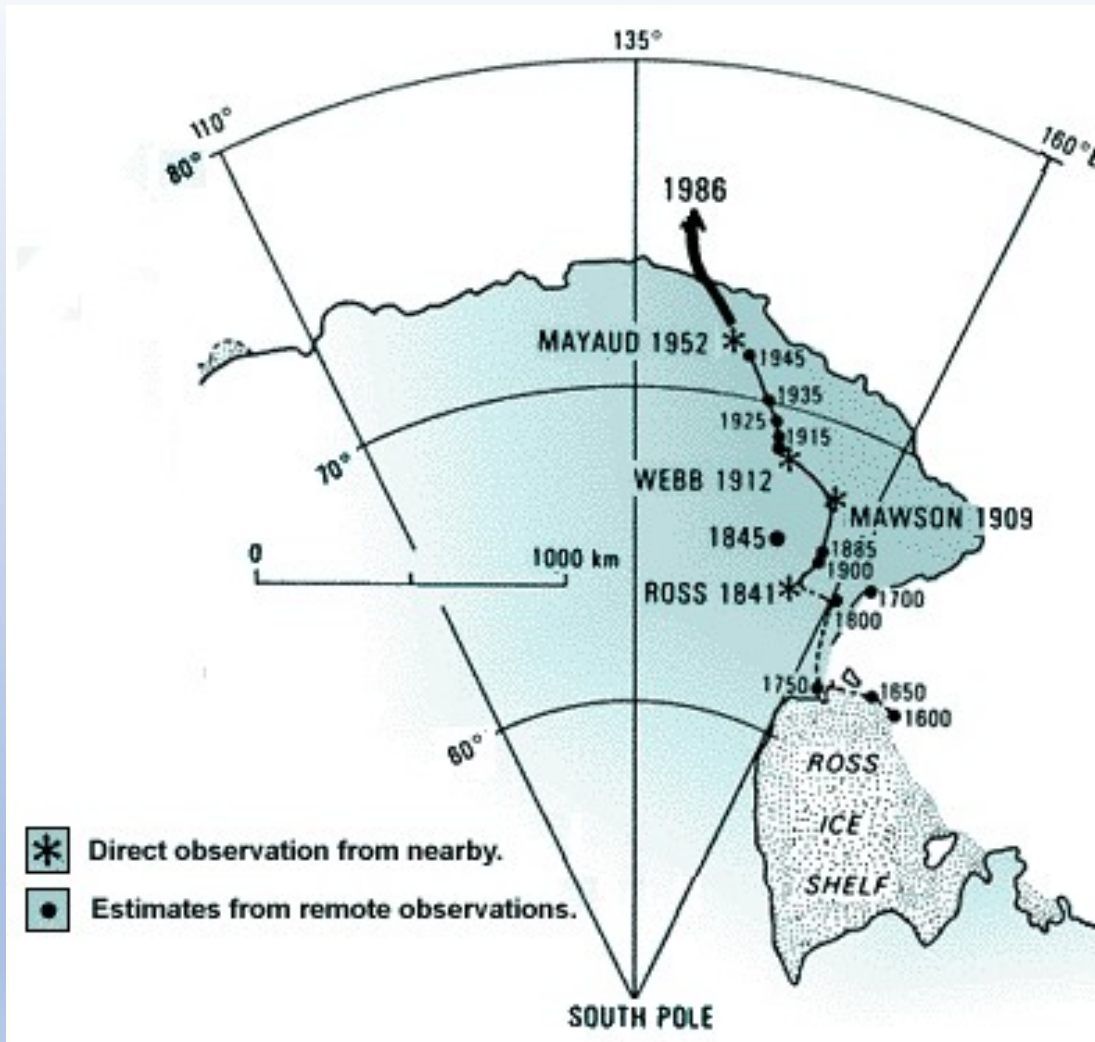 135°
110°
80°
160°E
1986
MAYAUD 1952
1945
1935
1925
1915
70°
WEBB 1912
MAWSON 1909
1845
1885
0
1000 km
1900
ROSS 1841
1700
1800
1750
1650
1600
60°
ROSS
ICE
SHELF
Direct observation from nearby.
Estimates from remote observations.
SOUTH POLE